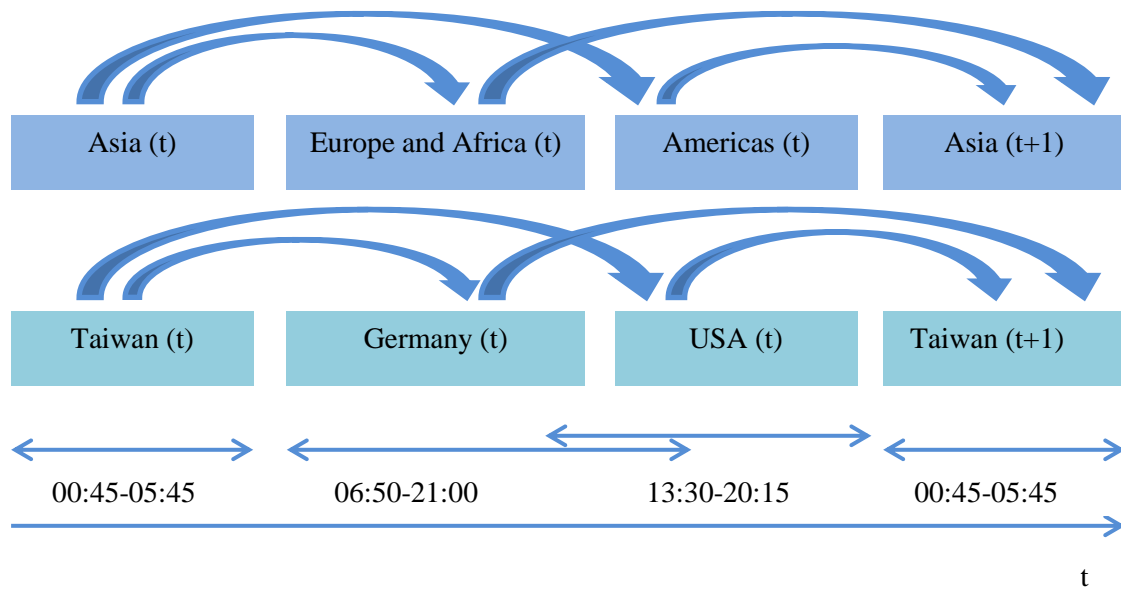 Asia (t) Europe and Africa (t) Americas (t) Asia (t+1)
Taiwan (t) Germany (t) USA (t) Taiwan (t+1)
00:45-05:45 06:50-21:00 13:30-20:15 00:45-05:45
t